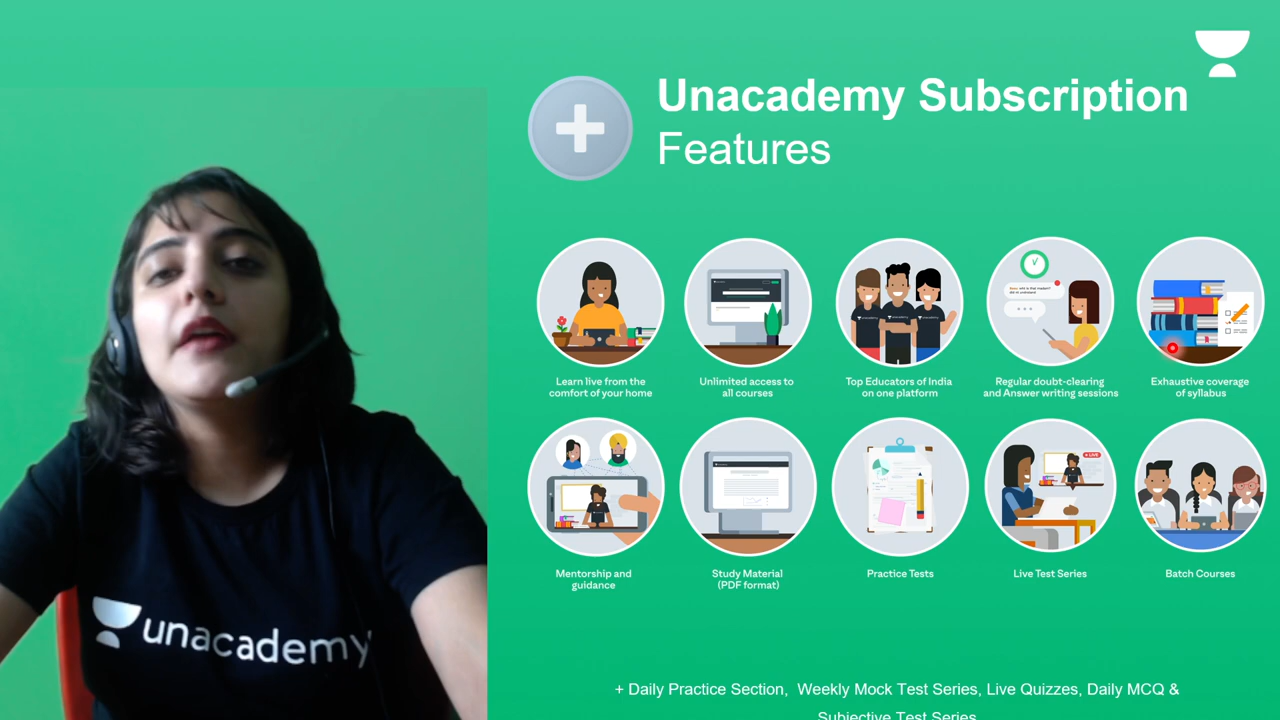 Unacademy Subscription
Features
Learn live from the
comfort of your home
Unlimited access to
all courses
Top Educators of India
on one platform
Regular doubt-clearing
and Answer writing sessions
Exhaustive coverage
of syllabus
Mentorship and
guidance
Study Material
(PDF format)
Practice Tests
Live Test Series
Batch Courses
LIVE
unacademy
+ Daily Practice Section, Weekly Mock Test Series, Live Quizzes, Daily MCQ &
Subjective Test Series